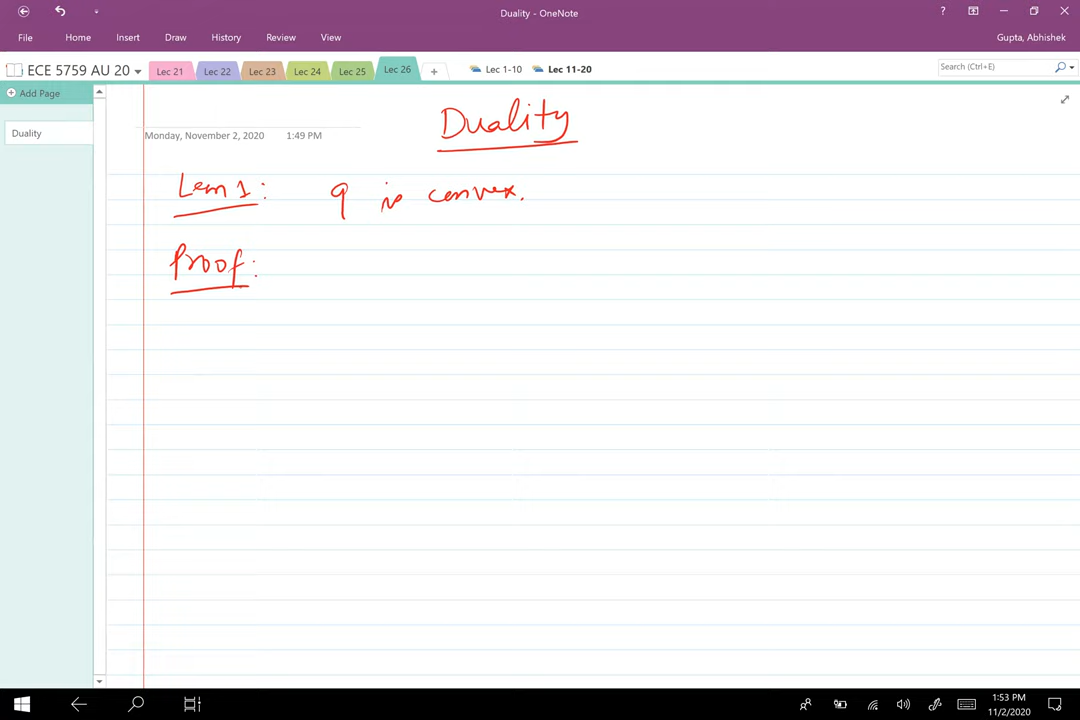 Duality - OneNote
?
Gupta, Abhishek
File Home Insert Draw History Review View
ECE 5759 AU 20
Lec 21 Lec 22 Lec 23 Lec 24 Lec 25 Lec 26 + Lec 1-10 Lec 11-20
Search (Ctrl+E)
Add Page
Duality
Duality
Monday, November 2, 2020 1:49 PM
Lem 1: q is convex.
Proof:
1:53 PM
11/2/2020